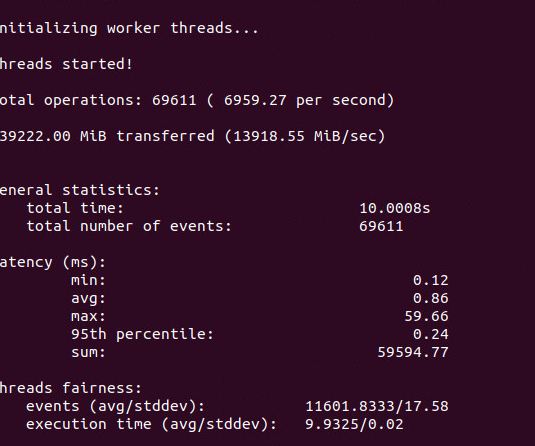 nitializing worker threads...
hreads started!
otal operations: 69611 ( 6959.27 per second)
39222.00 MiB transferred (13918.55 MiB/sec)
eneral statistics:
total time: 10.0008s
total number of events: 69611
atency (ms):
min: 0.12
avg: 0.86
max: 59.66
95th percentile: 0.24
sum: 59594.77
hreads fairness:
events (avg/stddev): 11601.8333/17.58
execution time (avg/stddev): 9.9325/0.02